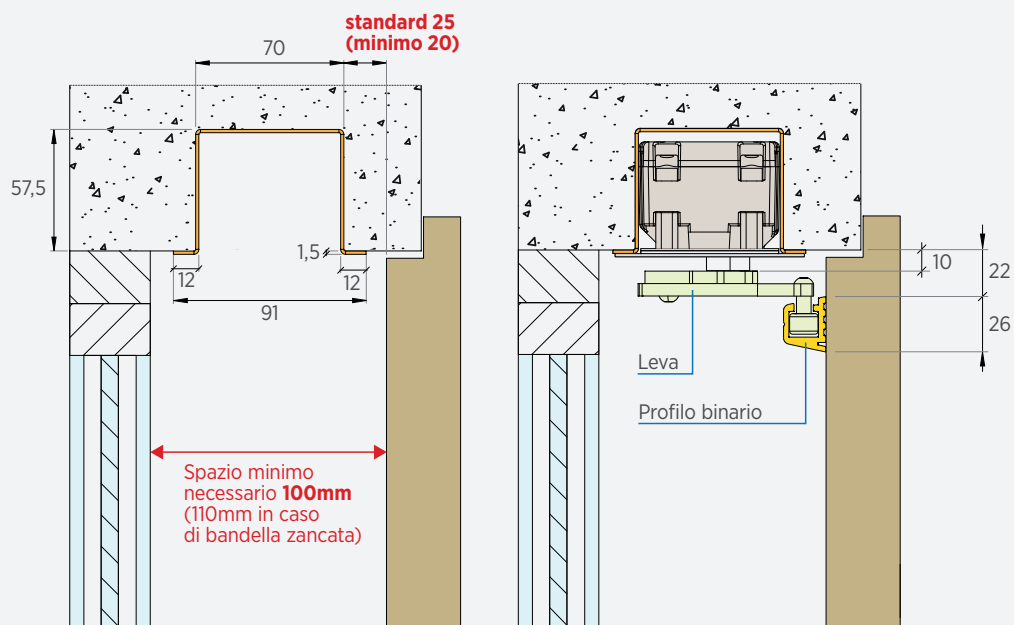 standard 25
(minimo 20)
70
57,5
1,5
12
12
91
Spazio minimo
necessario 100mm
(110mm in caso
di bandella zancata)
10
22
26
Leva
Profilo binario